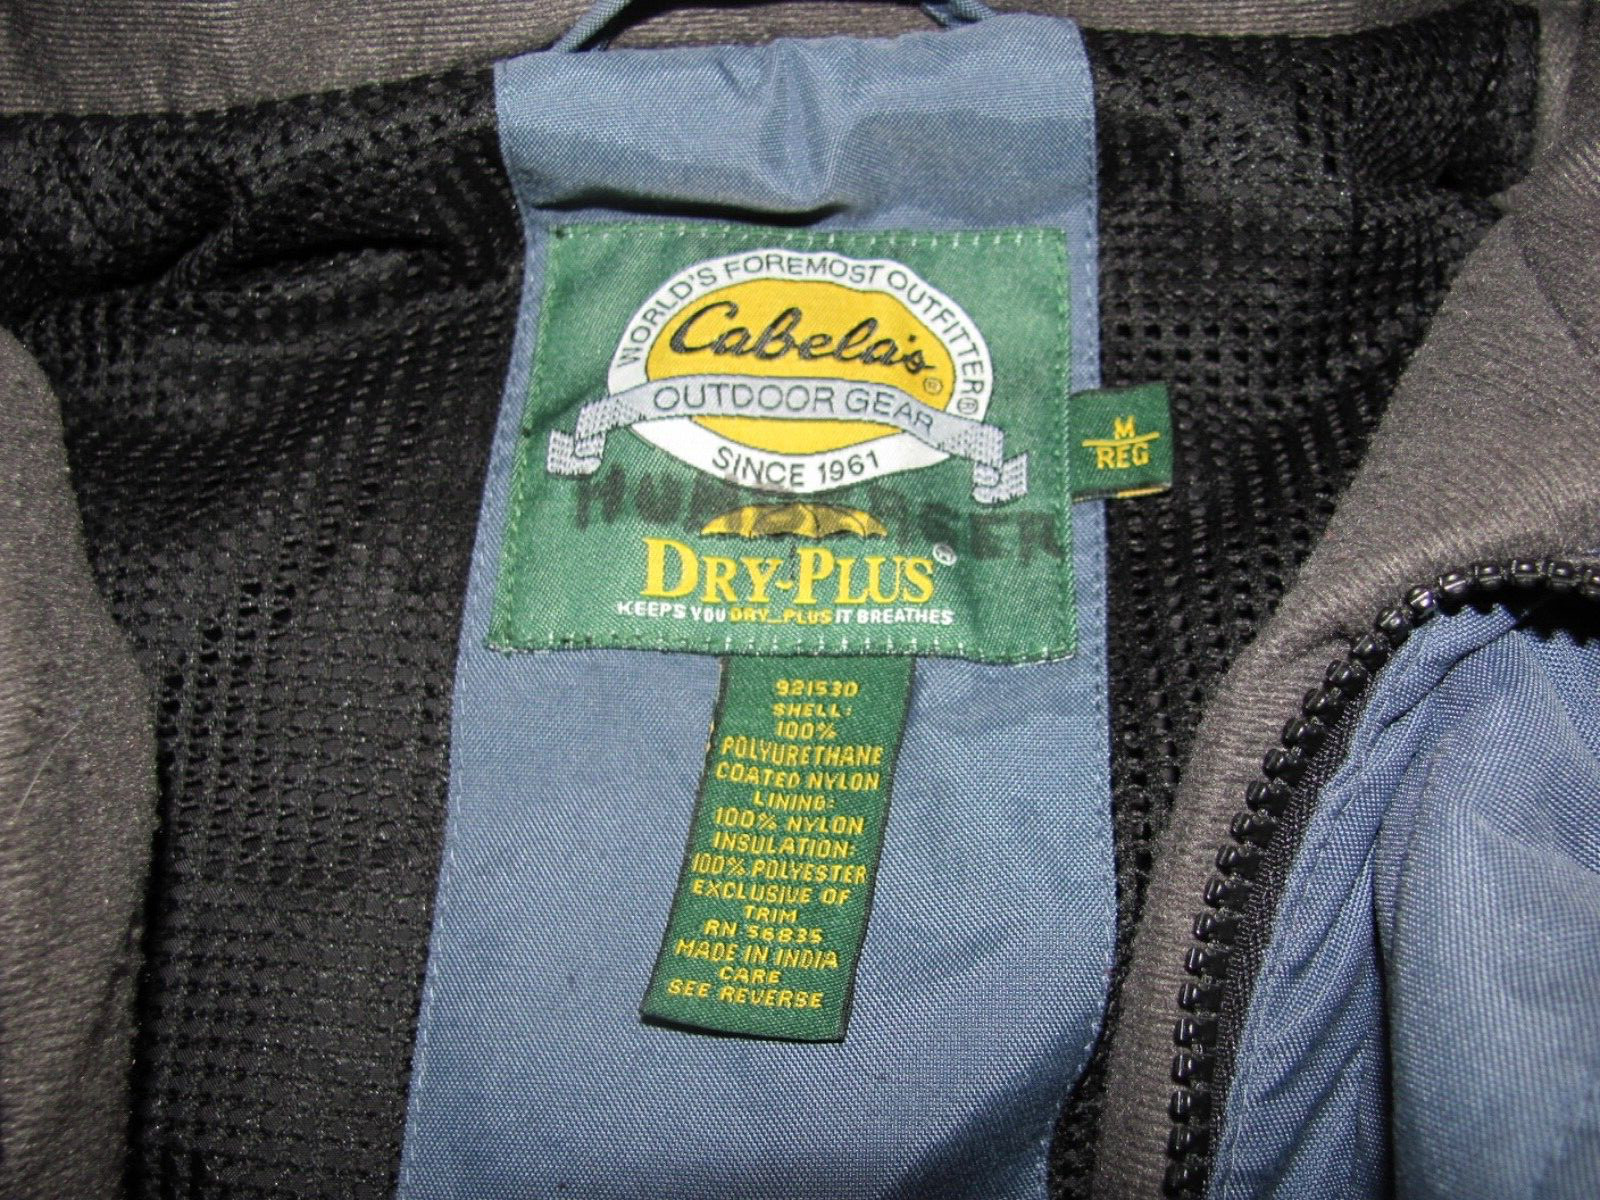 WORLD'S FOREMOST OUTFITTER®
Cabela's®
OUTDOOR GEAR
SINCE 1961
M
REG
DRY-PLUS®
KEEPS YOU DRY...PLUS IT BREATHES
921530
SHELL:
100%
POLYURETHANE
COATED NYLON
LINING:
100% NYLON
INSULATION:
100% POLYESTER
EXCLUSIVE OF
TRIM
RN 56835
MADE IN INDIA
CARE
SEE REVERSE